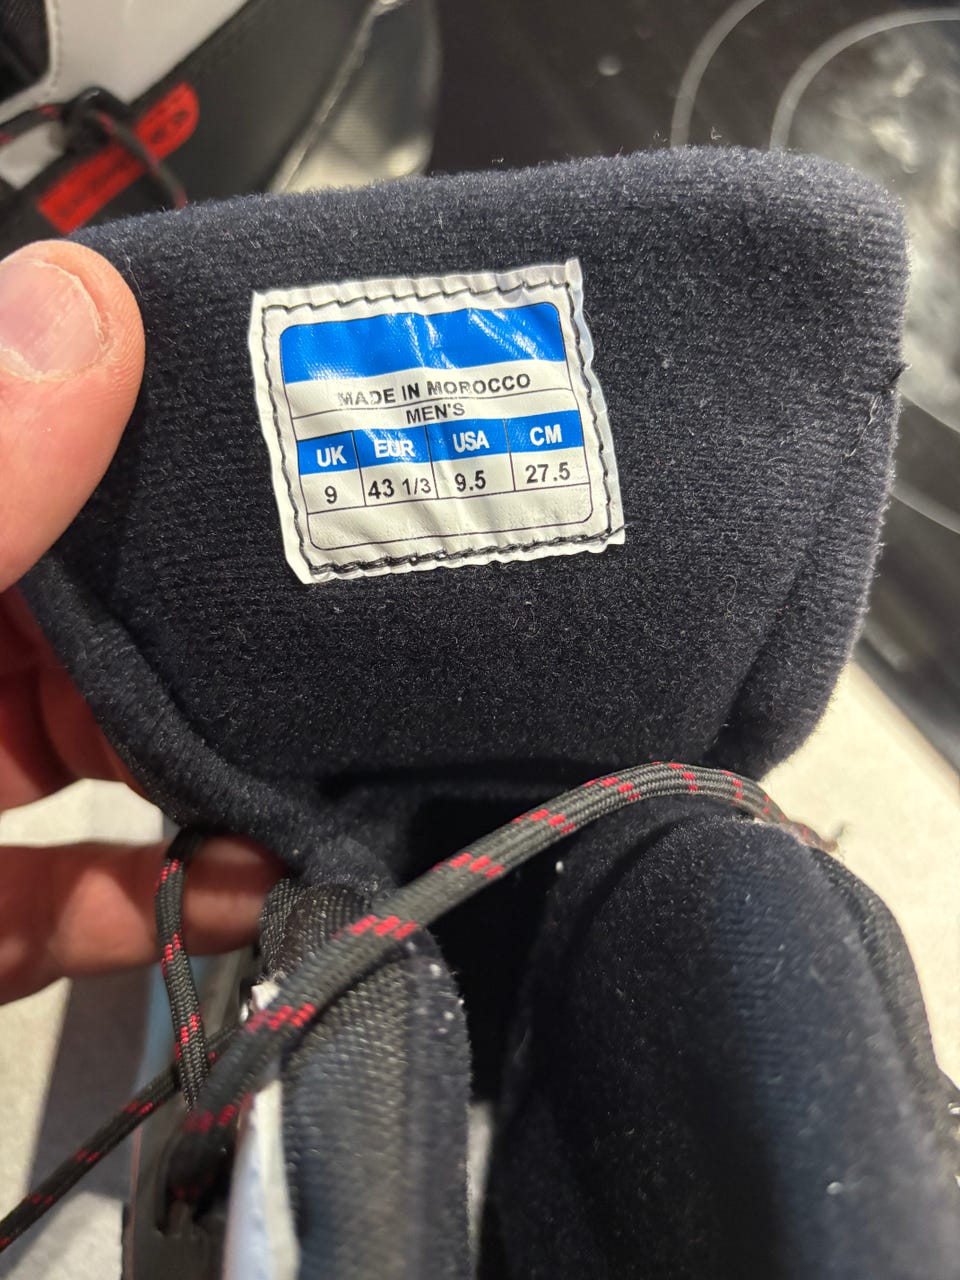 MADE IN MOROCCO
MEN'S
UK EUR USA CM
9 43 1/3 9.5 27.5